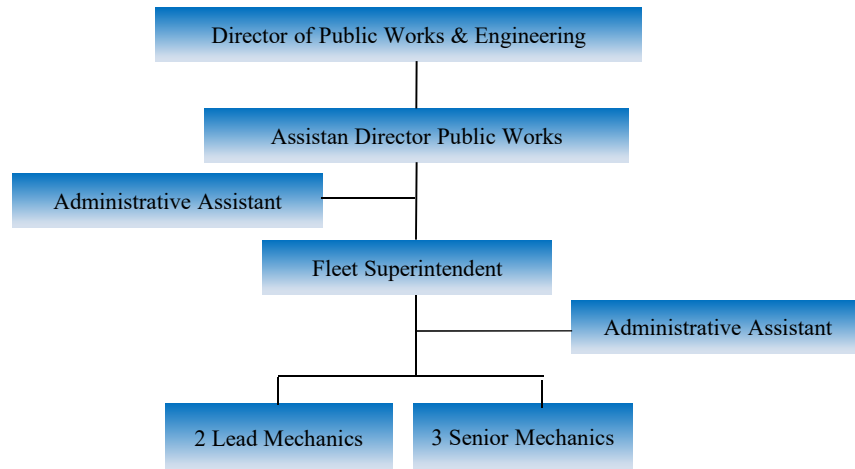 Director of Public Works & Engineering
Assistan Director Public Works
Administrative Assistant
Fleet Superintendent
Administrative Assistant
2 Lead Mechanics
3 Senior Mechanics